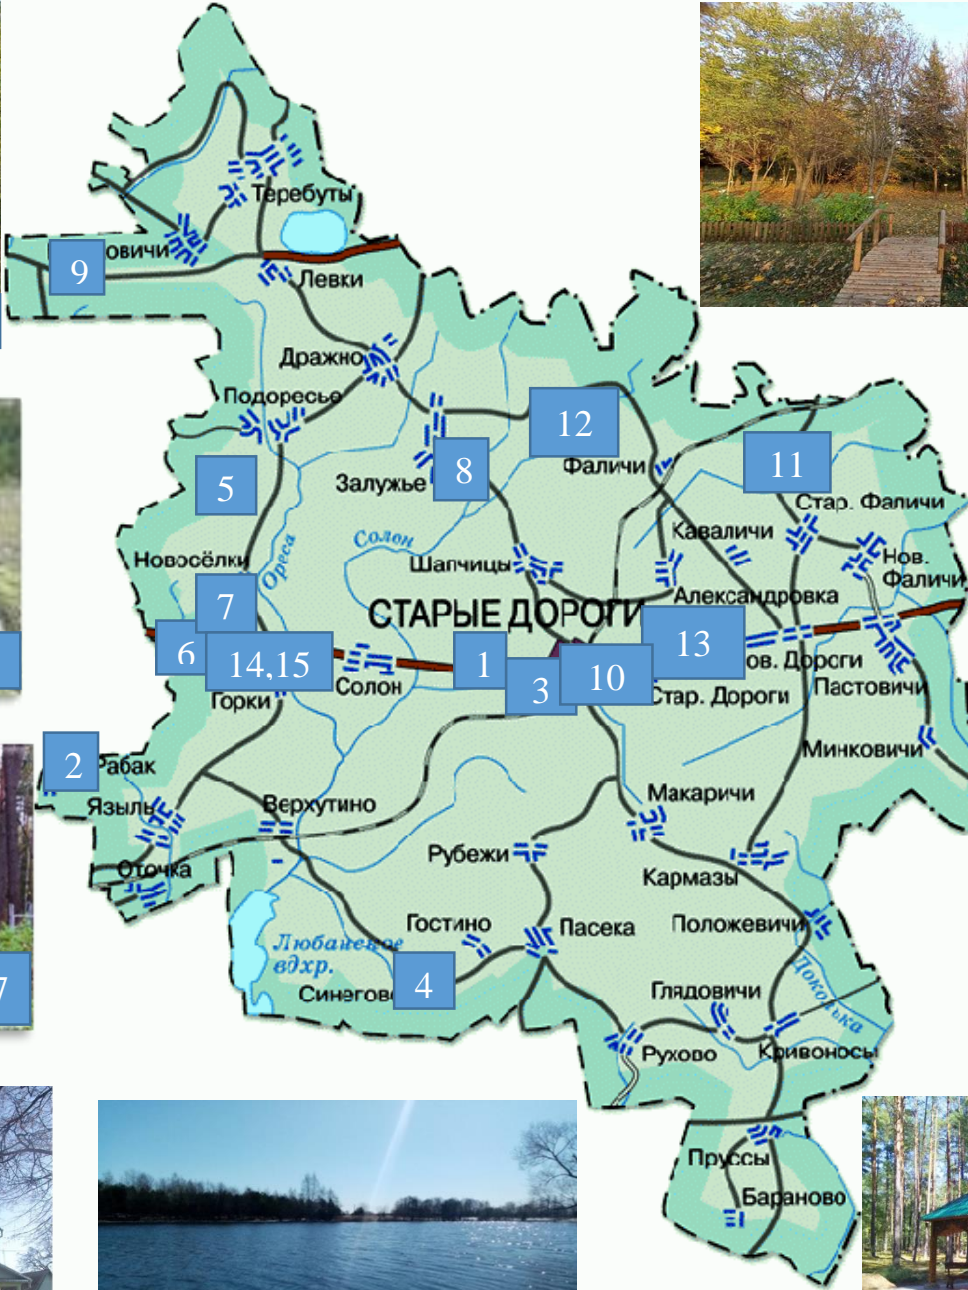 Теребуты
овичи
9
Левки
Дражно
Подоресье
12
8
Фаличи
11
Залужье
5
Стар. Фаличи
Солон
Каваличи
Новосёлки
Ореса
Шапчицы
Нов.
Фаличи
Александровка
7
СТАРЫЕ ДОРОГИ
6
14,15
Солон
1
3
10
13
ов. Дороги
Пастовичи
Стар. Дороги
Горки
Минковичи
2
Рабак
Языль
Верхутино
Макаричи
Оточка
Рубежи
Кармазы
Гостино
Пасека
Положевичи
Любанское
вдхр.
Синегово
4
7
Глядовичи
Доколька
Рухово
Кривоносы
Пруссы
Бараново